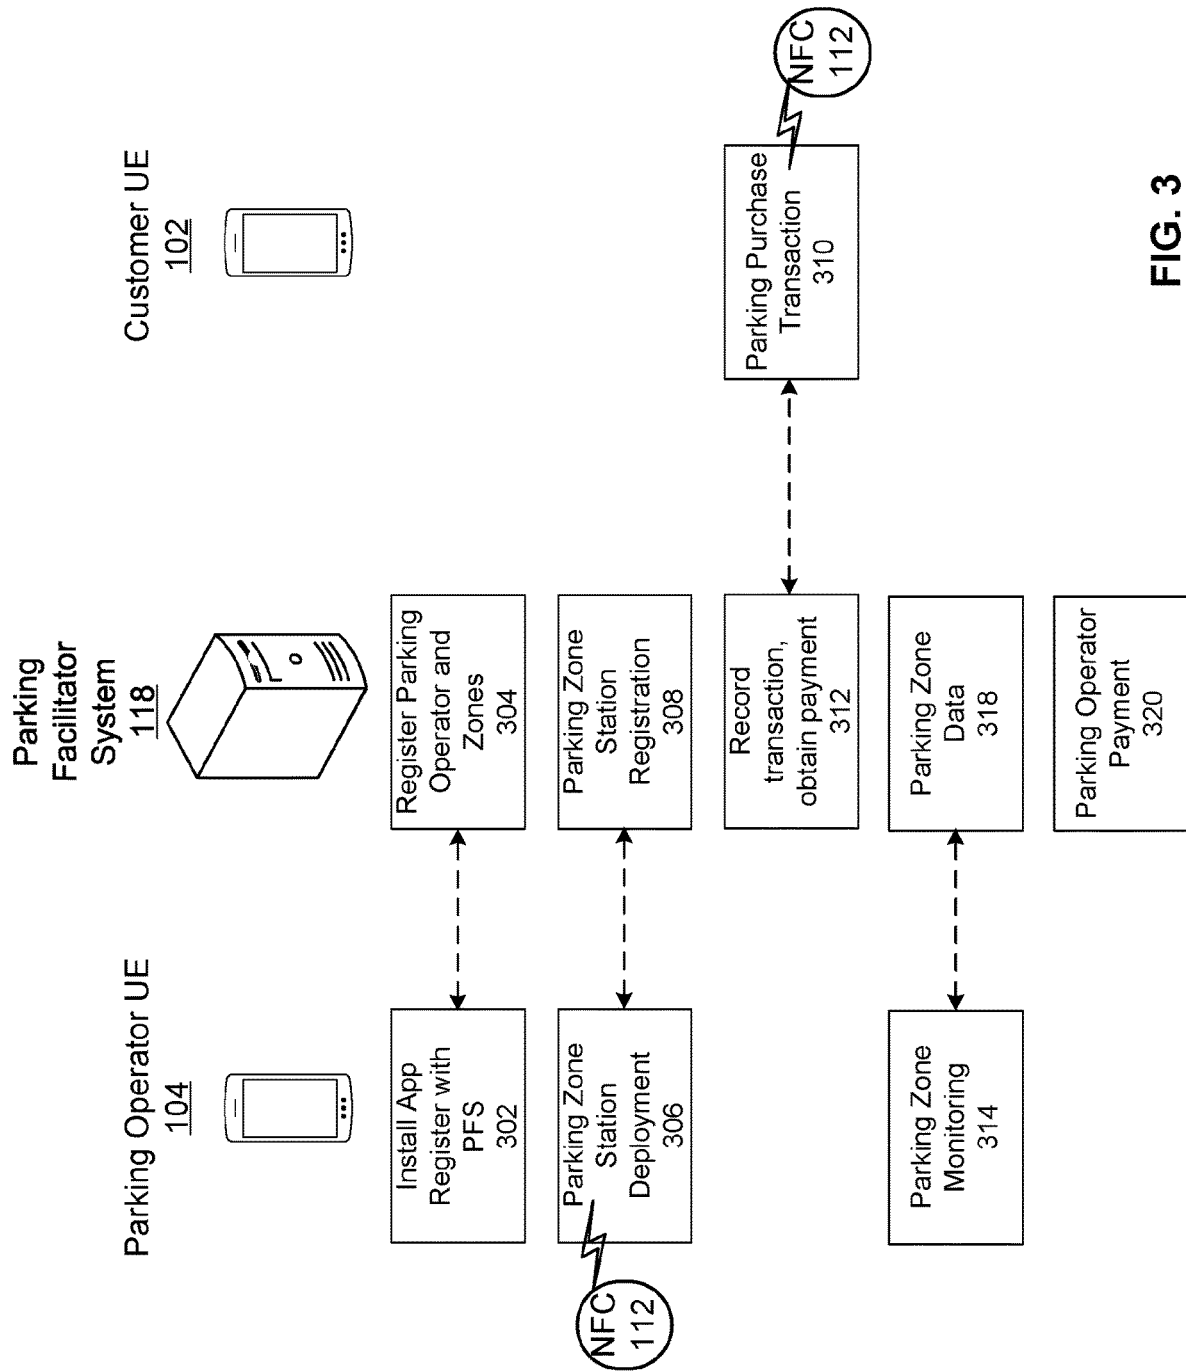 Parking Operator UE
104
Parking
Facilitator
System
118
Customer UE
102
Install App
Register with
PFS
302
Register Parking
Operator and
Zones
304
NFC
112
Parking Zone
Station
Deployment
306
Parking Zone
Station
Registration
308
Record
transaction,
obtain payment
312
Parking Purchase
Transaction
310
NFC
112
Parking Zone
Monitoring
314
Parking Zone
Data
318
Parking Operator
Payment
320
FIG. 3